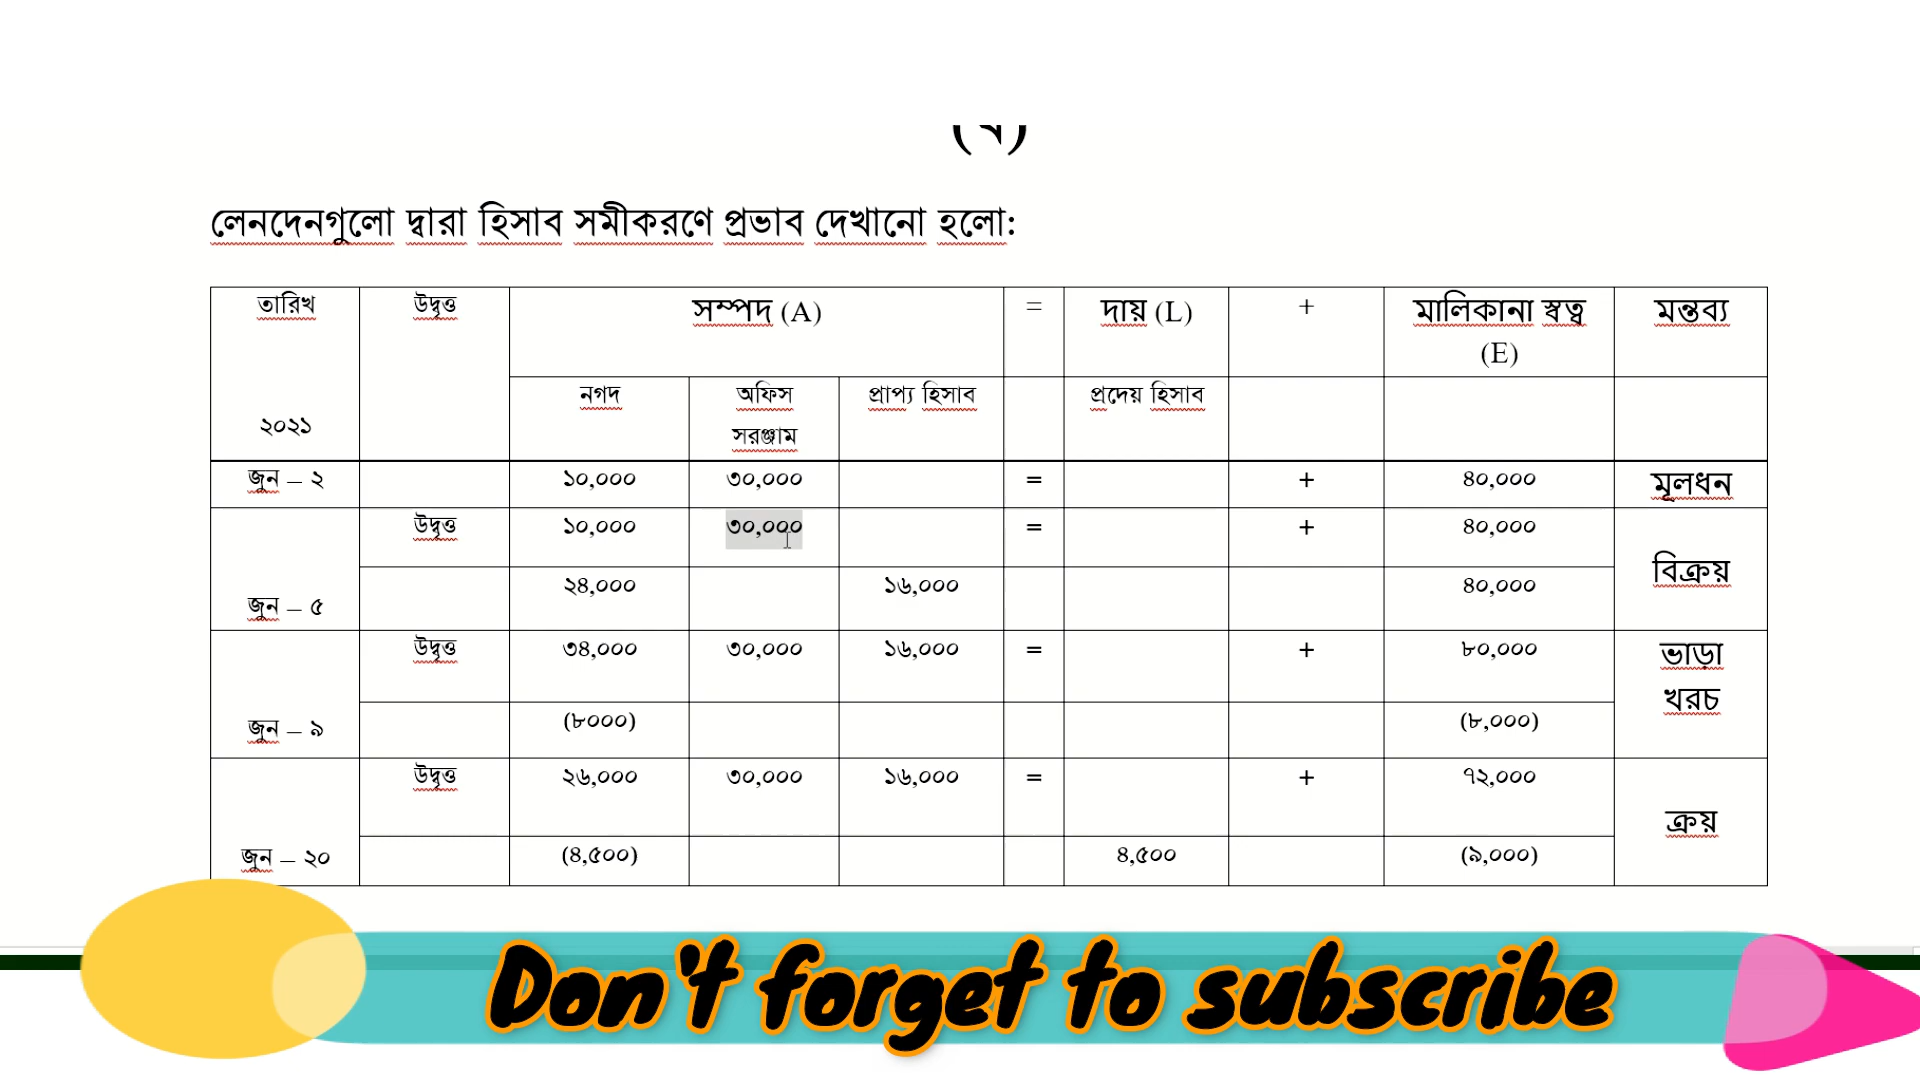 লেনদেনগুলো দ্বারা হিসাব সমীকরণে প্রভাব দেখানো হলো:
তারিখ উদ্বৃত্ত সম্পদ (A) = দায় (L) + মালিকানা স্বত্ব (E) মন্তব্য
২০২১ নগদ অফিস সরঞ্জাম প্রাপ্য হিসাব প্রদেয় হিসাব
জুন – ২ ১০,০০০ ৩০,০০০ = + ৪০,০০০ মূলধন
উদ্বৃত্ত ১০,০০০ ৩০,০০০ = + ৪০,০০০ বিক্রয়
জুন – ৫ ২৪,০০০ ১৬,০০০ ৪০,০০০
উদ্বৃত্ত ৩৪,০০০ ৩০,০০০ ১৬,০০০ = + ৮০,০০০ ভাড়া খরচ
জুন – ৯ (৮০০০) (৮,০০০)
উদ্বৃত্ত ২৬,০০০ ৩০,০০০ ১৬,০০০ = + ৭২,০০০ ক্রয়
জুন – ২০ (৪,৫০০) ৪,৫০০ (৯,০০০)
Don't forget to subscribe